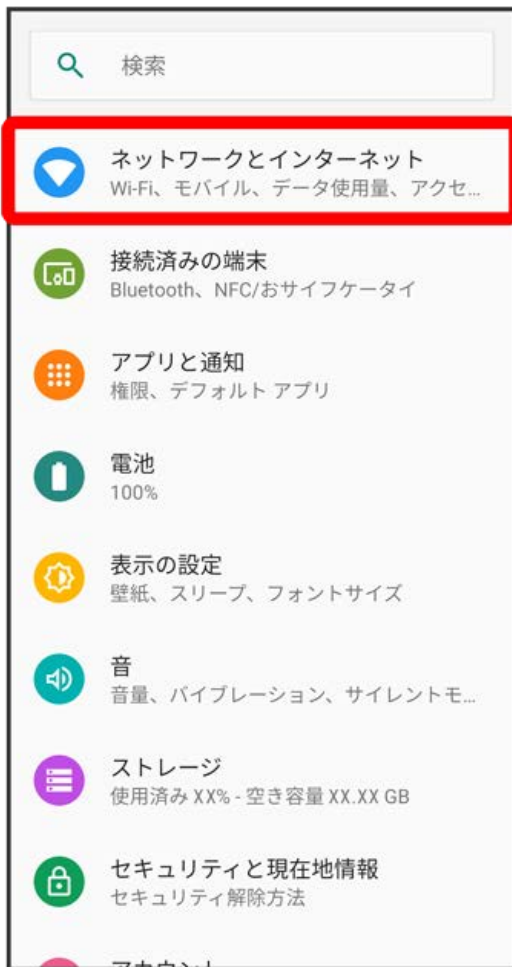 検索
ネットワークとインターネット
Wi-Fi、モバイル、データ使用量、アクセ...
接続済みの端末
Bluetooth、NFC/おサイフケータイ
アプリと通知
権限、デフォルト アプリ
電池
100%
表示の設定
壁紙、スリープ、フォントサイズ
音
音量、バイブレーション、サイレントモ...
ストレージ
使用済み XX% - 空き容量 XX.XX GB
セキュリティと現在地情報
セキュリティ解除方法
アカウント